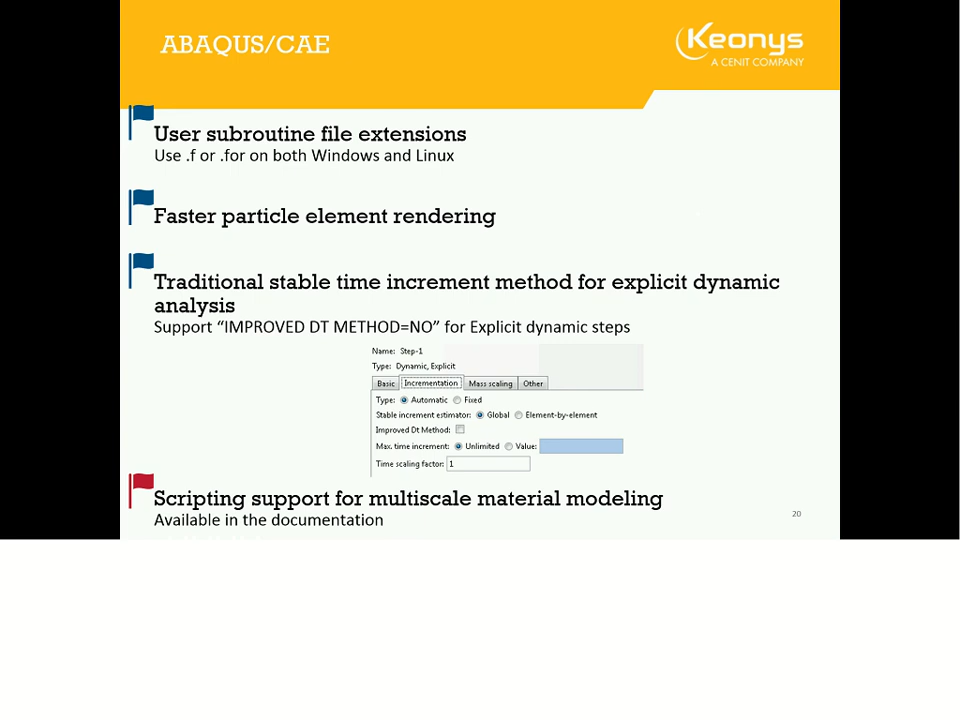 ABAQUS/CAE
Keonys
A CENIT COMPANY
User subroutine file extensions
Use .f or .for on both Windows and Linux
Faster particle element rendering
Traditional stable time increment method for explicit dynamic
analysis
Support “IMPROVED DT METHOD=NO” for Explicit dynamic steps
Name: Step-1
Type: Dynamic, Explicit
Basic Incrementation Mass scaling Other
Type: Automatic Fixed
Stable increment estimator: Global Element-by-element
Improved Dt Method:
Max. time increment: Unlimited Value:
Time scaling factor: 1
Scripting support for multiscale material modeling
Available in the documentation
20